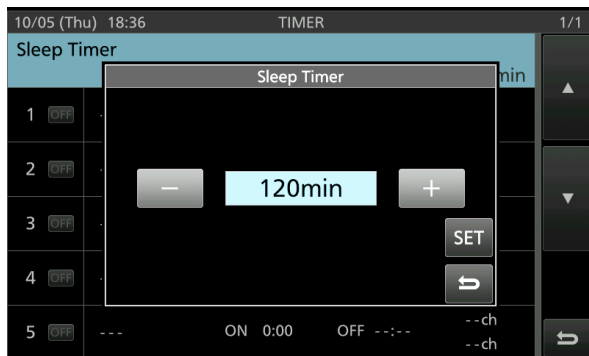 10/05 (Thu) 18:36 TIMER 1/1
Sleep Timer
min
Sleep Timer
1 OFF
2 OFF
− 120min +
3 OFF
SET
4 OFF
5 OFF --- ON 0:00 OFF --:-- --ch
--ch